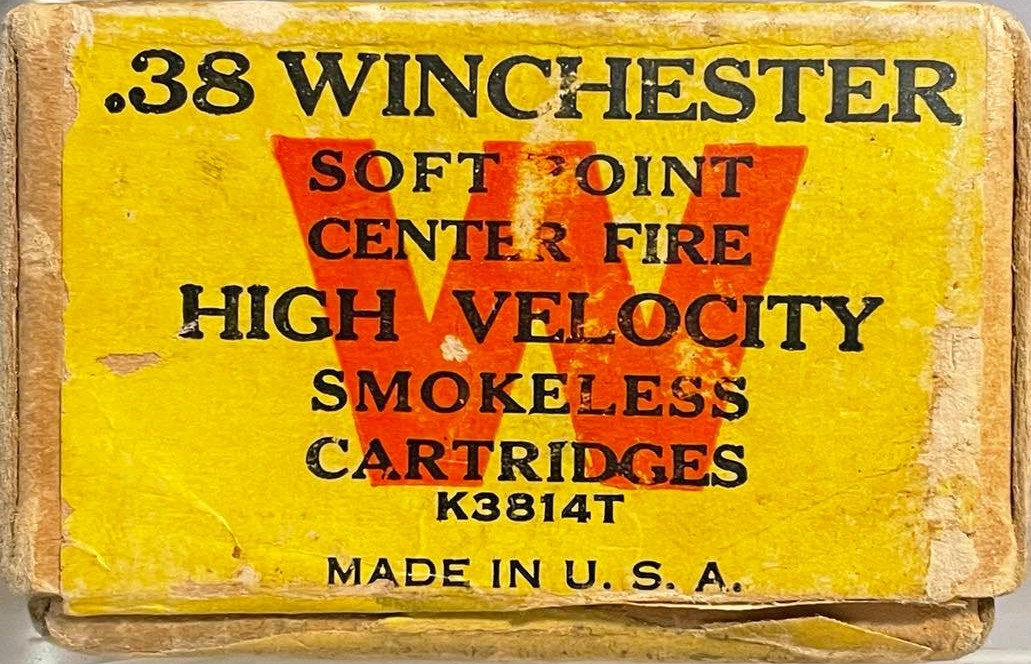 .38 WINCHESTER
SOFT POINT
CENTER FIRE
HIGH VELOCITY
SMOKELESS
CARTRIDGES
K3814T
MADE IN U. S. A.